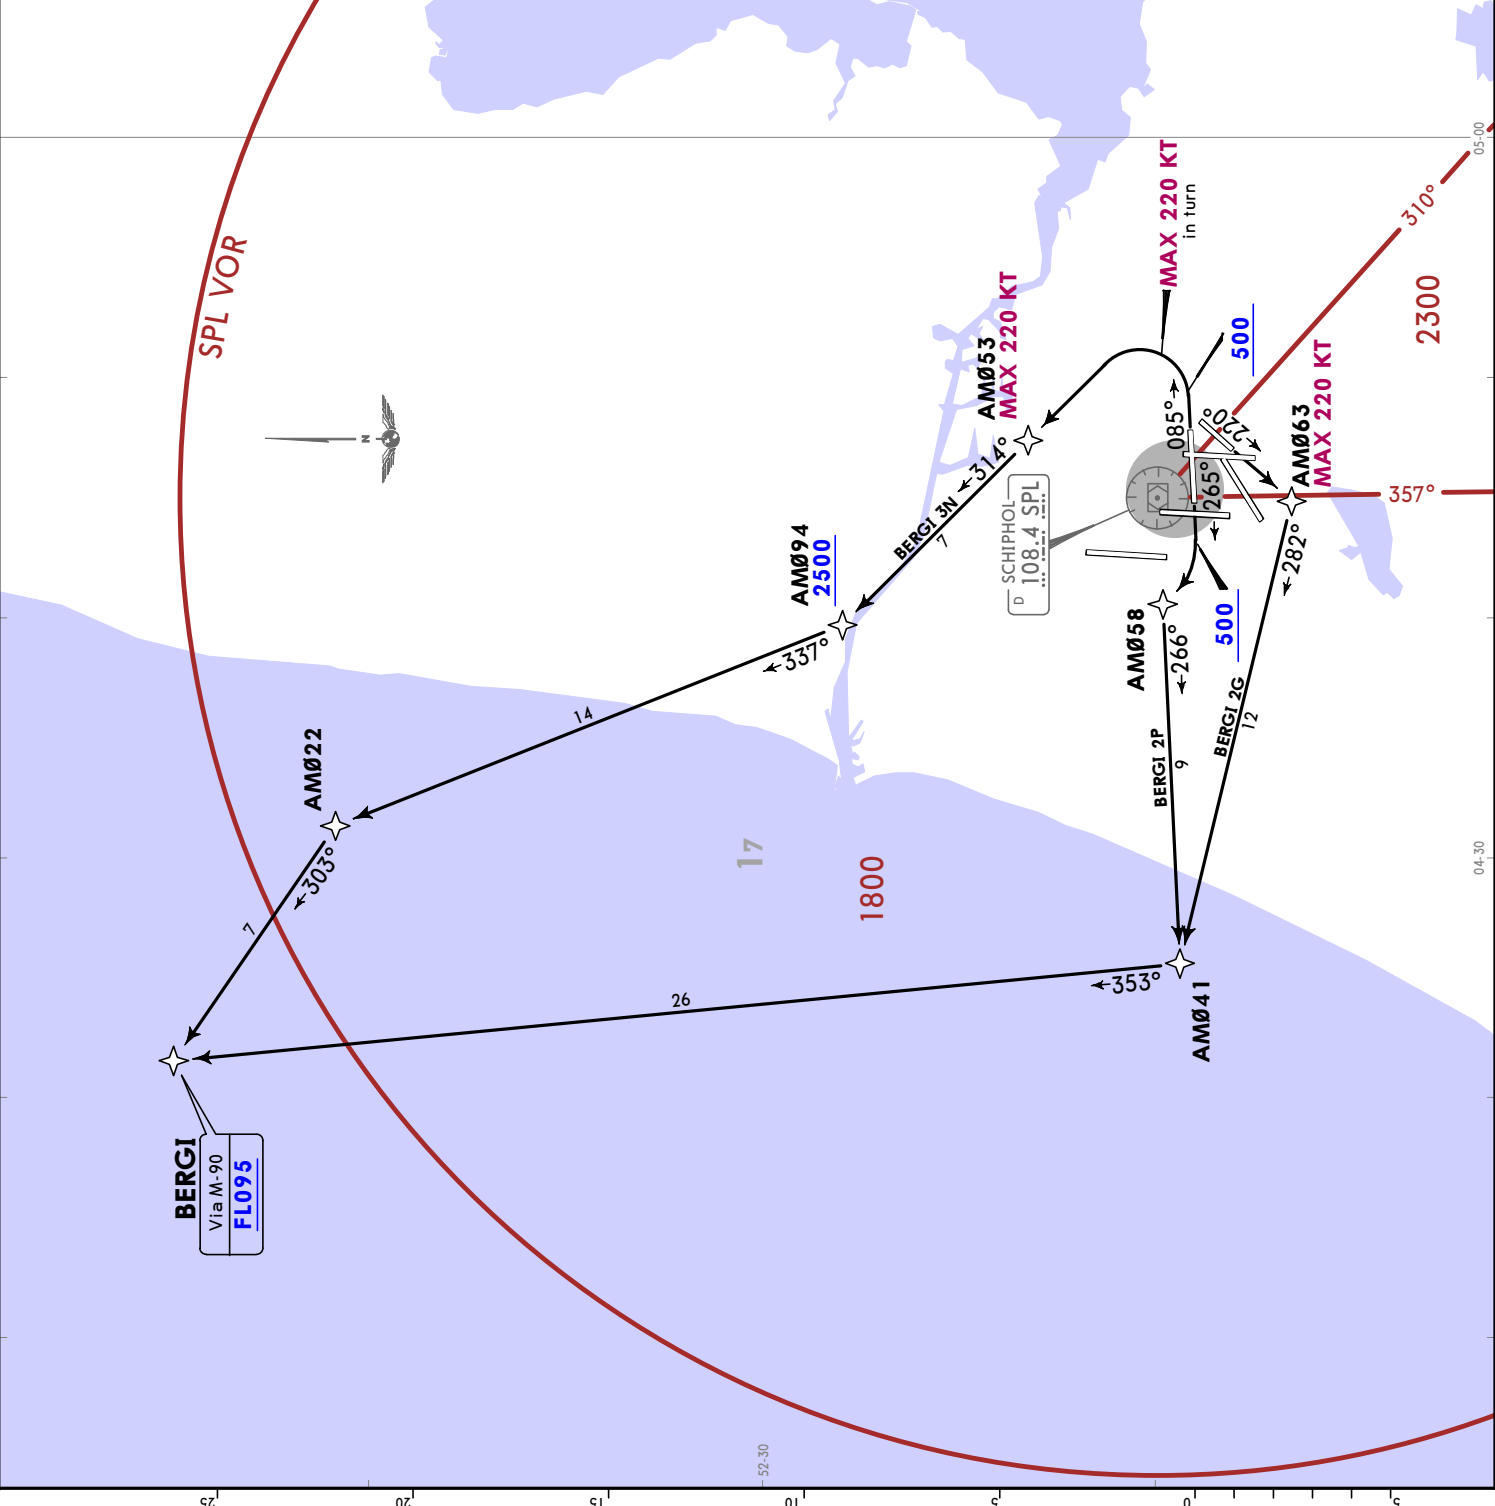 SPL VOR
N
05-00
310°
2300
MAX 220 KT
in turn
AMØ53
MAX 220 KT
500
085°
220°
AMØ63
MAX 220 KT
265°
357°
314°
BERGI 3N
7
D SCHIPHOL
108.4 SPL
AMØ94
2500
337°
14
AMØ22
303°
7
AMØ58
266°
500
282°
BERGI 2P
9
BERGI 2G
12
17
1800
04-30
353°
26
AMØ41
BERGI
Via M-90
FL095
52-30
25
20
15
10
5
0
5